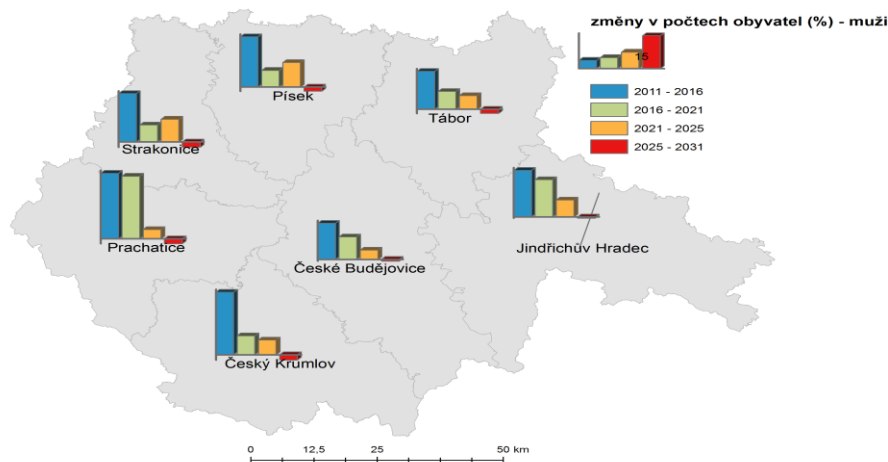 změny v počtech obyvatel (%) - muži
15
2011 - 2016
2016 - 2021
2021 - 2025
2025 - 2031
Písek
Tábor
Strakonice
Prachatice
Jindřichův Hradec
České Budějovice
Český Krumlov
0 12,5 25 50 km